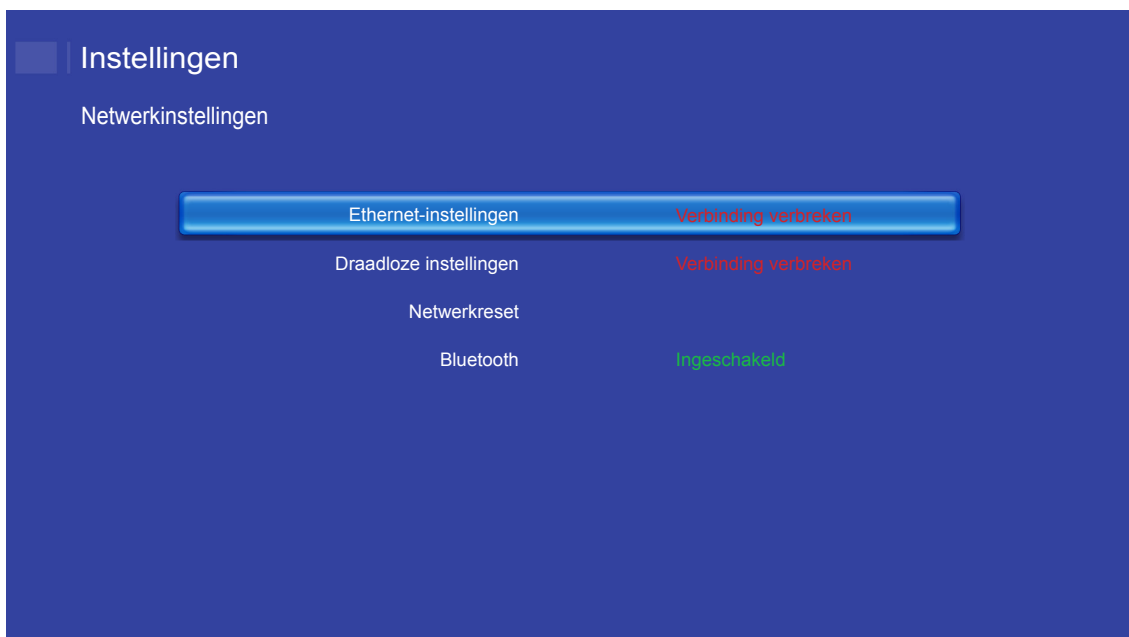 Instellingen
Netwerkinstellingen
Ethernet-instellingen Verbinding verbreken
Draadloze instellingen Verbinding verbreken
Netwerkreset
Bluetooth Ingeschakeld